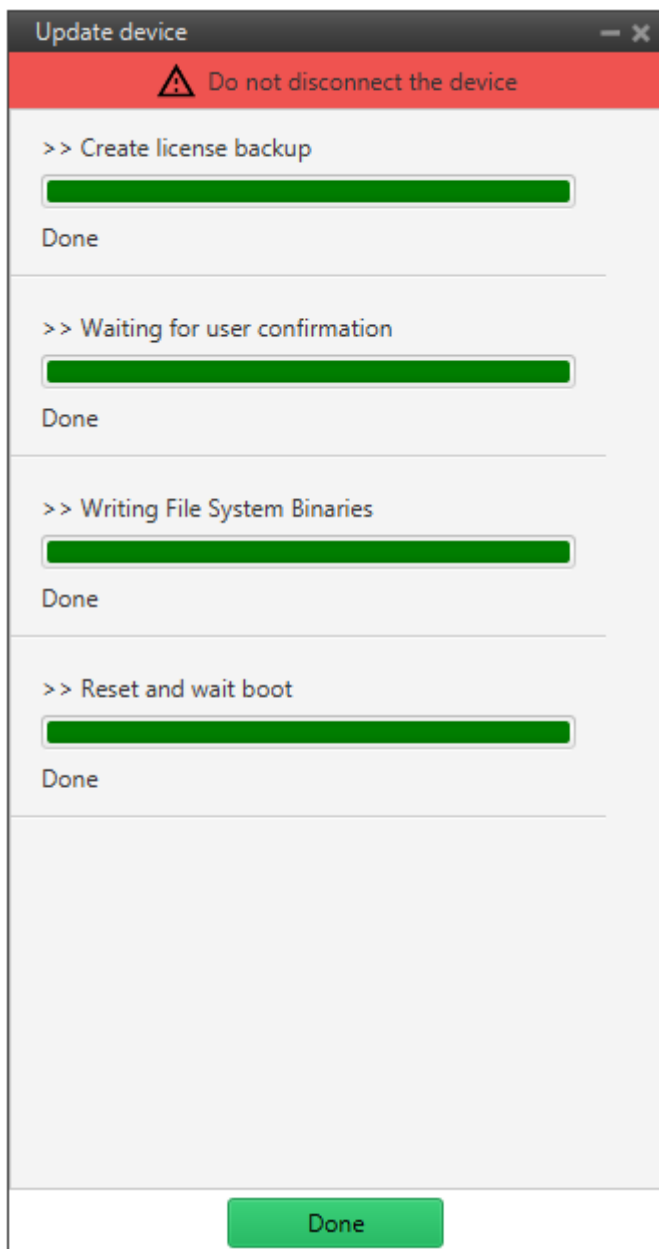 Update device
Do not disconnect the device
>> Create license backup
Done
>> Waiting for user confirmation
Done
>> Writing File System Binaries
Done
>> Reset and wait boot
Done
Done